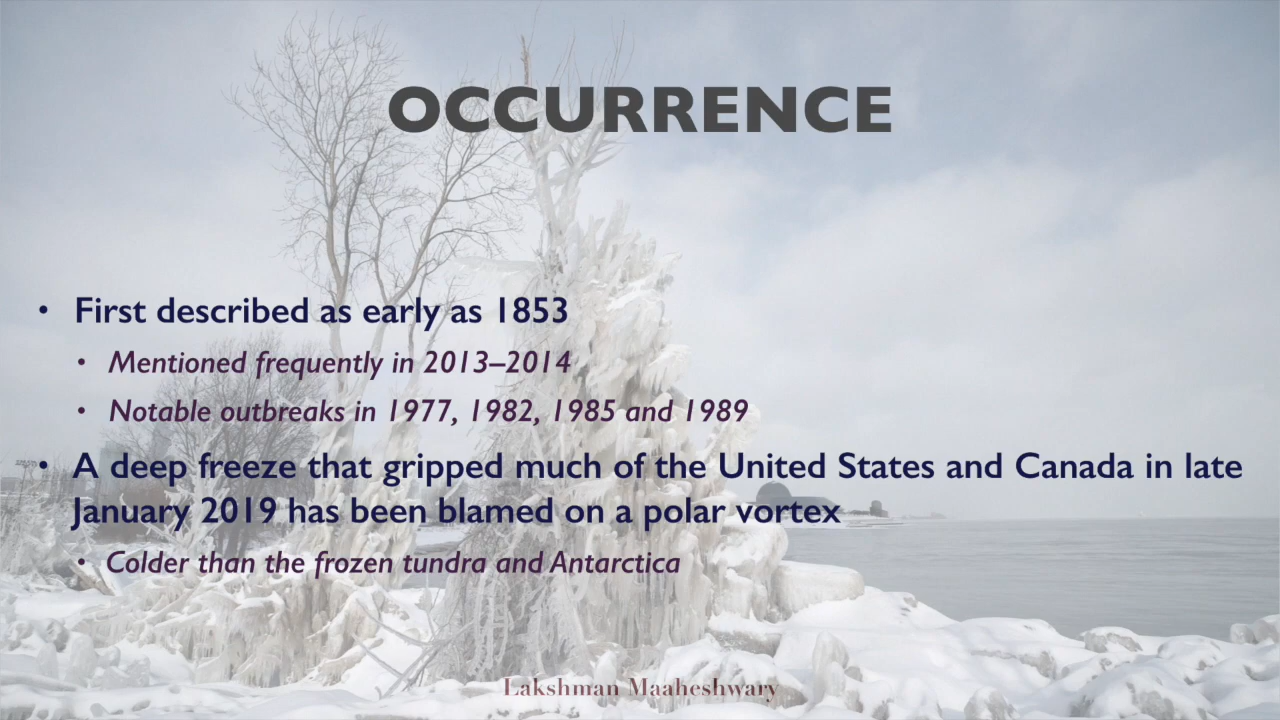 OCCURRENCE
• First described as early as 1853
• Mentioned frequently in 2013–2014
• Notable outbreaks in 1977, 1982, 1985 and 1989
• A deep freeze that gripped much of the United States and Canada in late
January 2019 has been blamed on a polar vortex
• Colder than the frozen tundra and Antarctica
Lakshman Maaheshwary